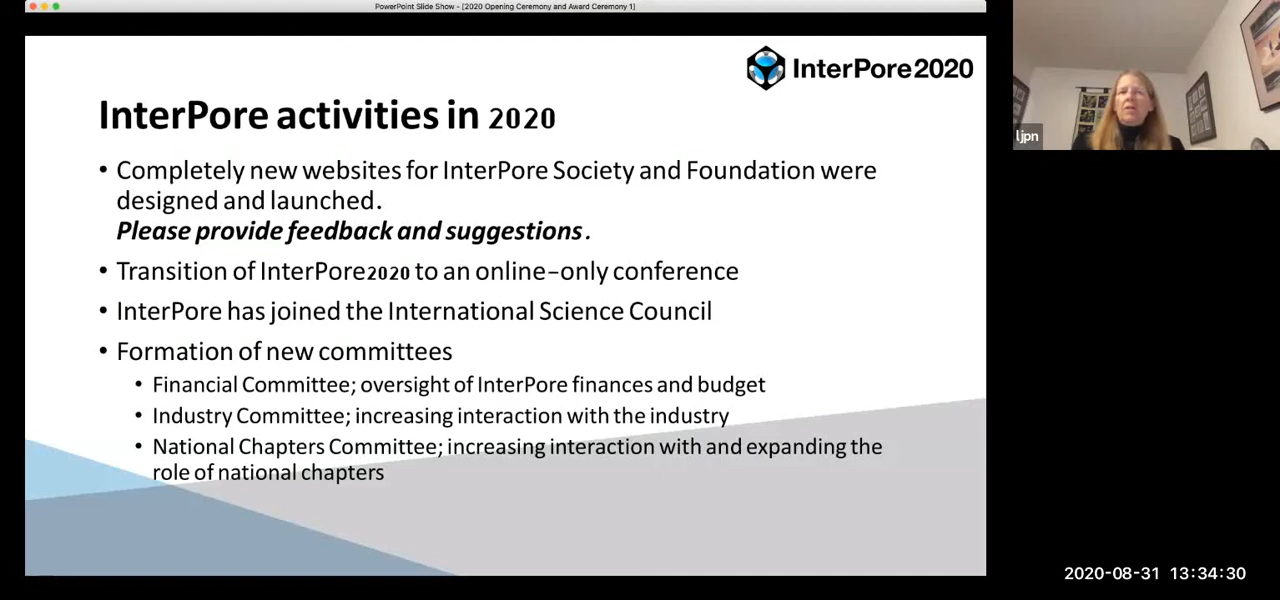 PowerPoint Slide Show - [2020 Opening Ceremony and Award Ceremony 1]
InterPore2020
InterPore activities in 2020
• Completely new websites for InterPore Society and Foundation were
designed and launched.
Please provide feedback and suggestions.
• Transition of InterPore2020 to an online-only conference
• InterPore has joined the International Science Council
• Formation of new committees
• Financial Committee; oversight of InterPore finances and budget
• Industry Committee; increasing interaction with the industry
• National Chapters Committee; increasing interaction with and expanding the
role of national chapters
ljpn
2020-08-31 13:34:30